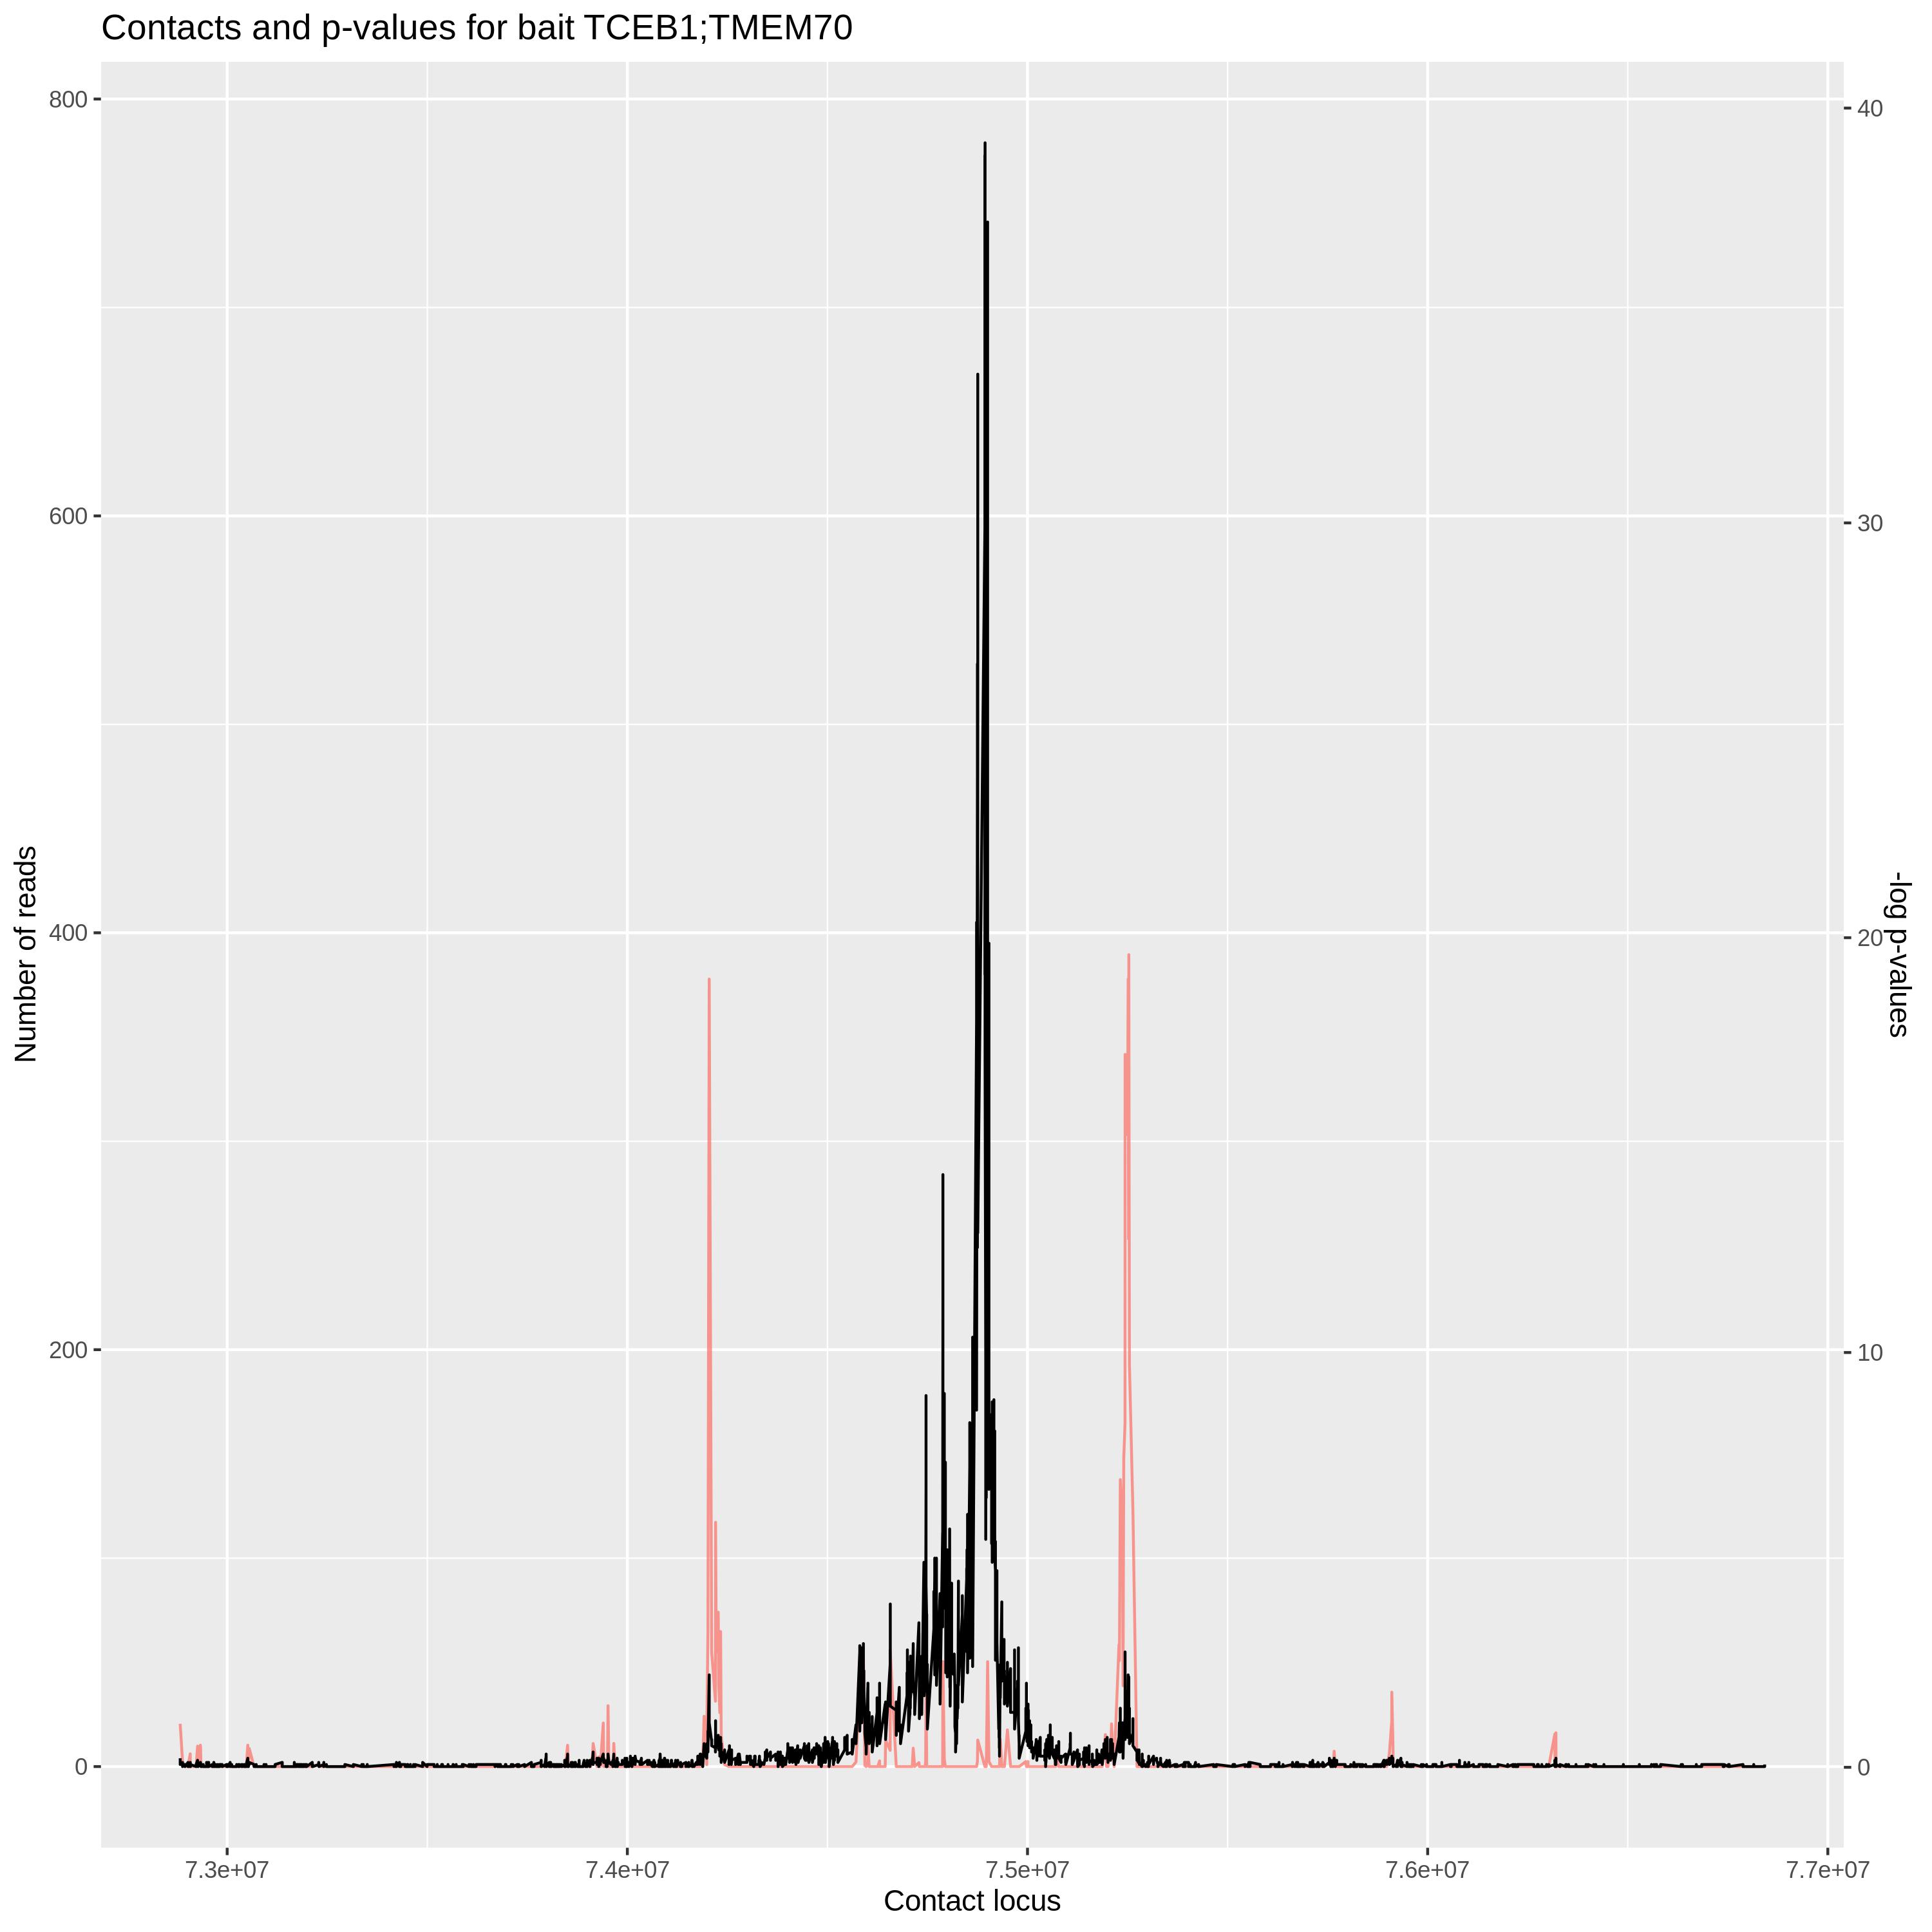 Contacts and p-values for bait TCEB1;TMEM70
800
600
400
200
0
Number of reads
40
30
20
10
0
-log p-values
7.3e+07
7.4e+07
7.5e+07
7.6e+07
7.7e+07
Contact locus